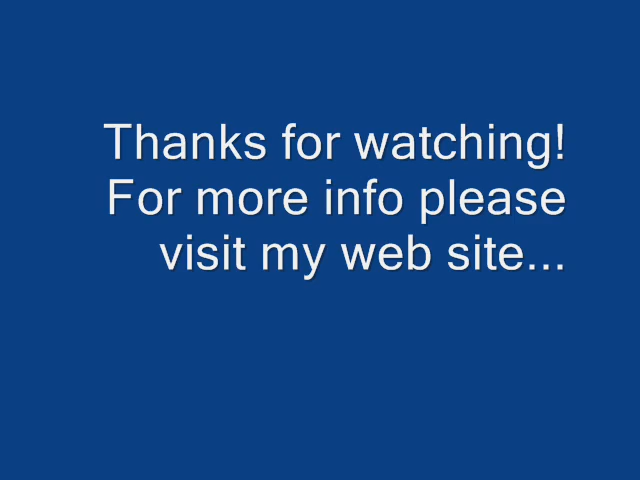 Thanks for watching!
For more info please
visit my web site...